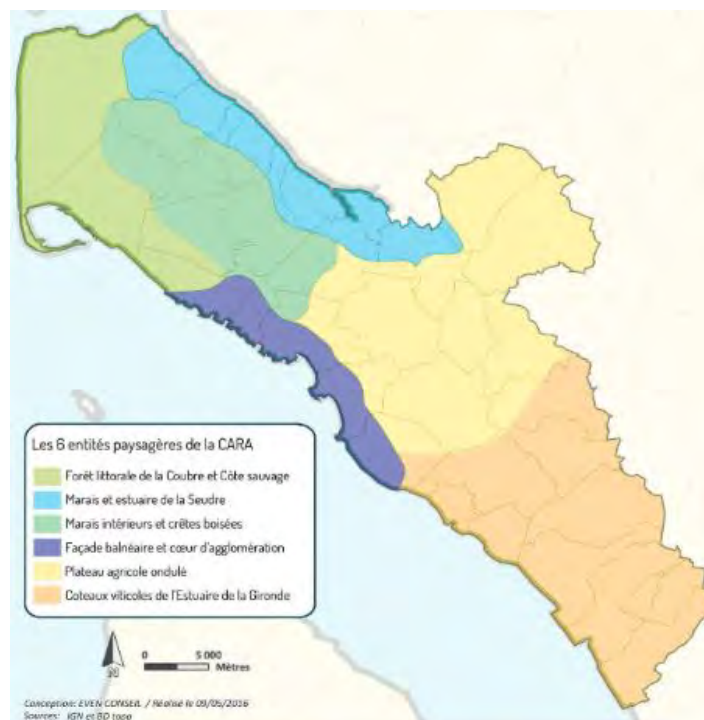 Les 6 entités paysagères de la CARA
Forêt littorale de la Coubre et Côte sauvage
Marais et estuaire de la Seudre
Marais intérieurs et crêtes boisées
Façade balnéaire et cœur d'agglomération
Plateau agricole ondulé
Coteaux viticoles de l'Estuaire de la Gironde
0 5 000
Mètres
N
Conception: EVEN CONSEIL / Réalisé le 09/05/2016
Sources: IGN et BD topo